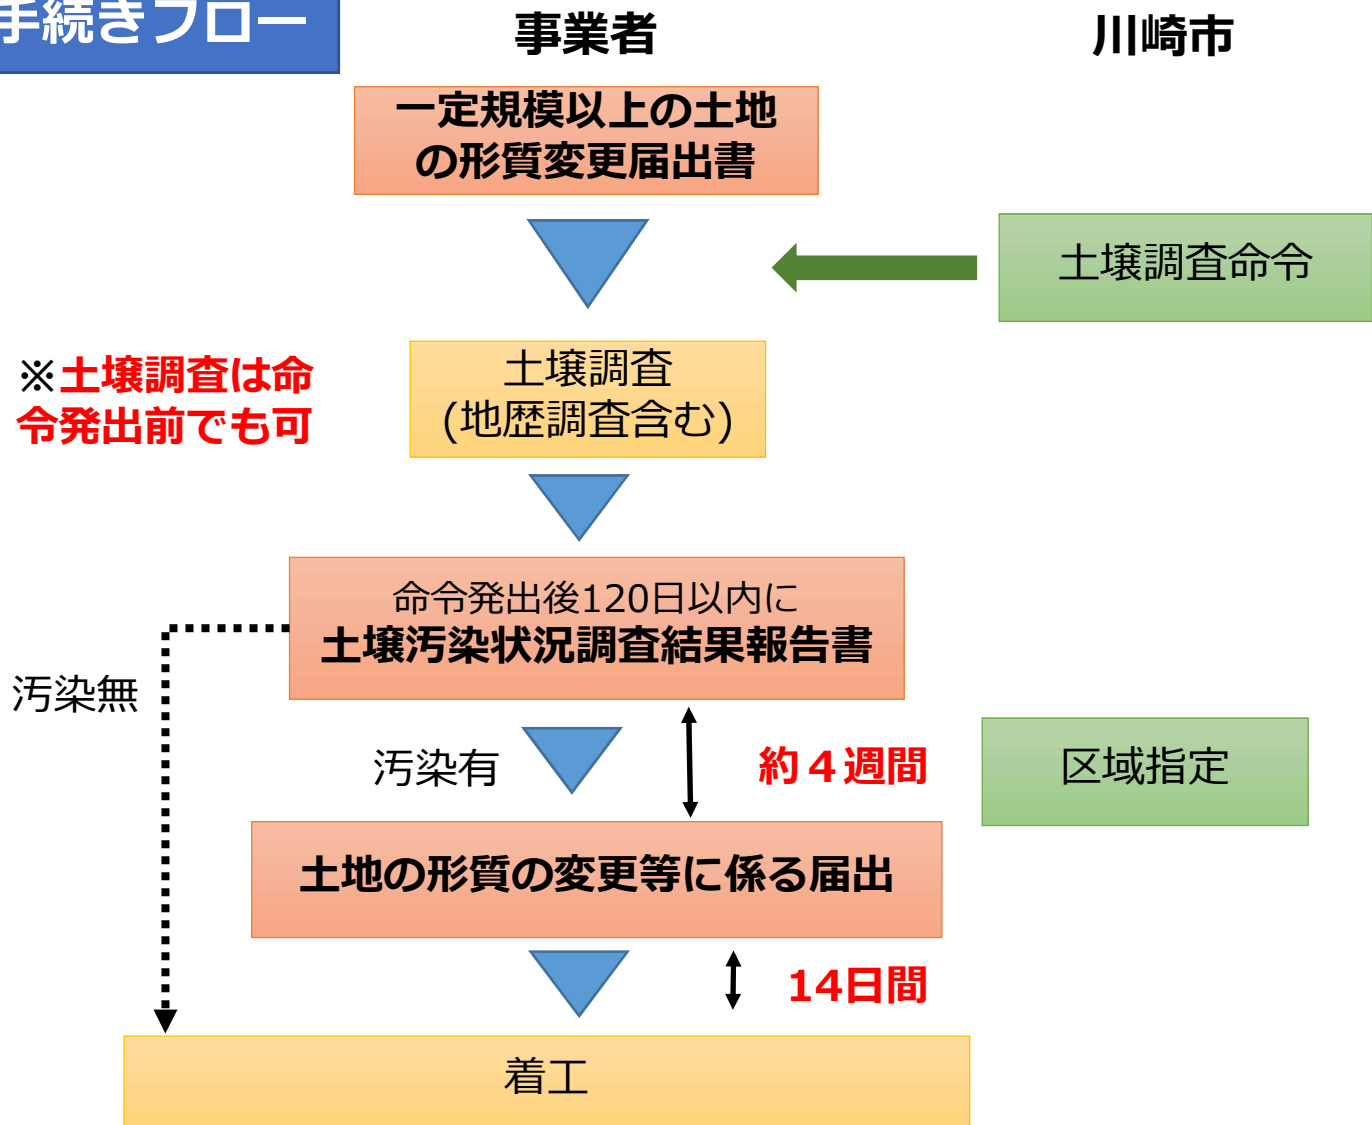 手続きフロー
事業者
川崎市
一定規模以上の土地
の形質変更届出書
土壌調査命令
※土壌調査は命
令発出前でも可
土壌調査
(地歴調査含む)
命令発出後120日以内に
土壌汚染状況調査結果報告書
汚染無
汚染有
約４週間
区域指定
土地の形質の変更等に係る届出
14日間
着工